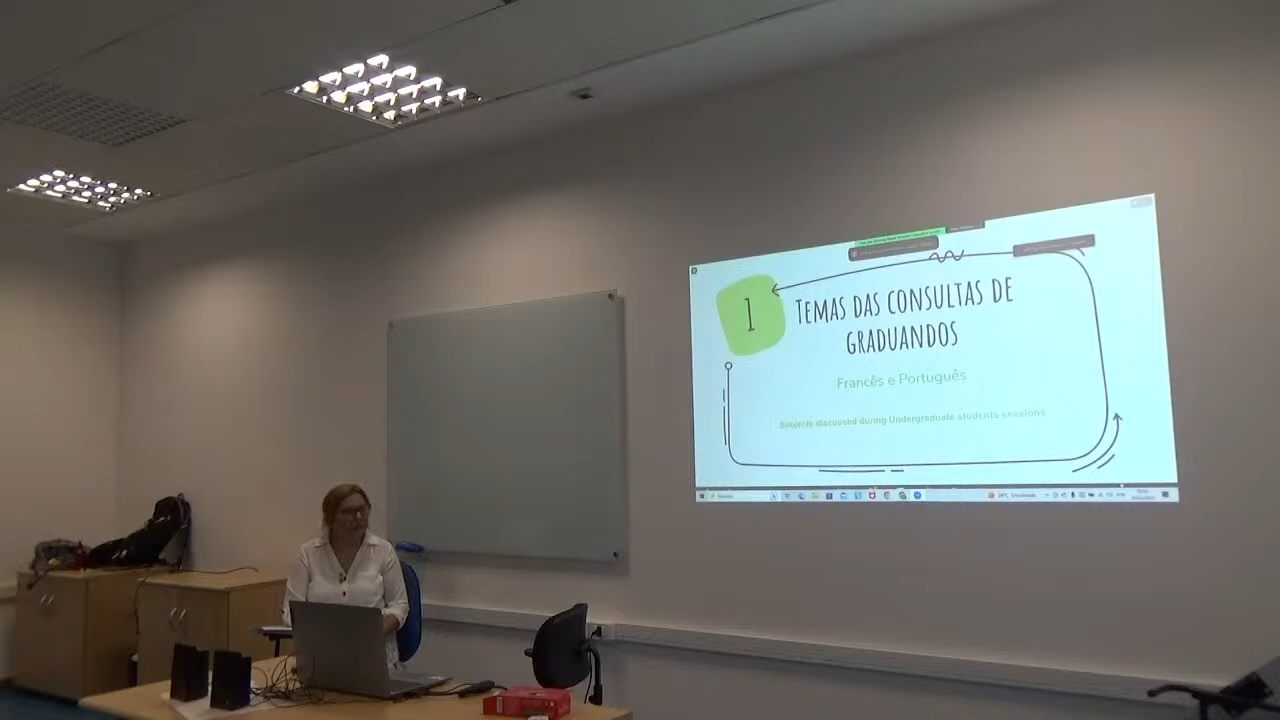 1
TEMAS DAS CONSULTAS DE
GRADUANDOS
Francês e Português
Subjects discussed during Undergraduate students sessions